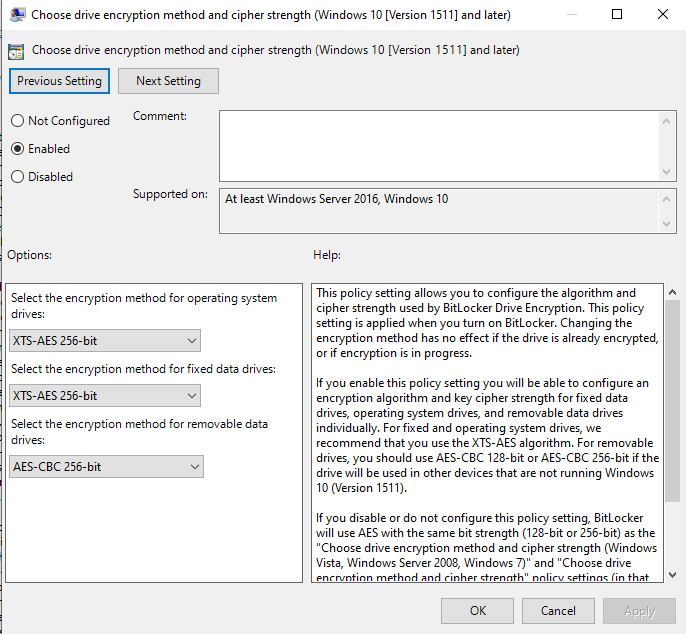 Choose drive encryption method and cipher strength (Windows 10 [Version 1511] and later)
Choose drive encryption method and cipher strength (Windows 10 [Version 1511] and later)
Previous Setting
Next Setting
Not Configured
Enabled
Disabled
Comment:
Supported on:
At least Windows Server 2016, Windows 10
Options:
Help:
Select the encryption method for operating system
drives:
XTS-AES 256-bit
Select the encryption method for fixed data drives:
XTS-AES 256-bit
Select the encryption method for removable data
drives:
AES-CBC 256-bit
This policy setting allows you to configure the algorithm and
cipher strength used by BitLocker Drive Encryption. This policy
setting is applied when you turn on BitLocker. Changing the
encryption method has no effect if the drive is already encrypted,
or if encryption is in progress.
If you enable this policy setting you will be able to configure an
encryption algorithm and key cipher strength for fixed data
drives, operating system drives, and removable data drives
individually. For fixed and operating system drives, we
recommend that you use the XTS-AES algorithm. For removable
drives, you should use AES-CBC 128-bit or AES-CBC 256-bit if the
drive will be used in other devices that are not running Windows
10 (Version 1511).
If you disable or do not configure this policy setting, BitLocker
will use AES with the same bit strength (128-bit or 256-bit) as the
"Choose drive encryption method and cipher strength (Windows
Vista, Windows Server 2008, Windows 7)" and "Choose drive
encryption method and cipher strength" policy settings (in that
OK
Cancel
Apply